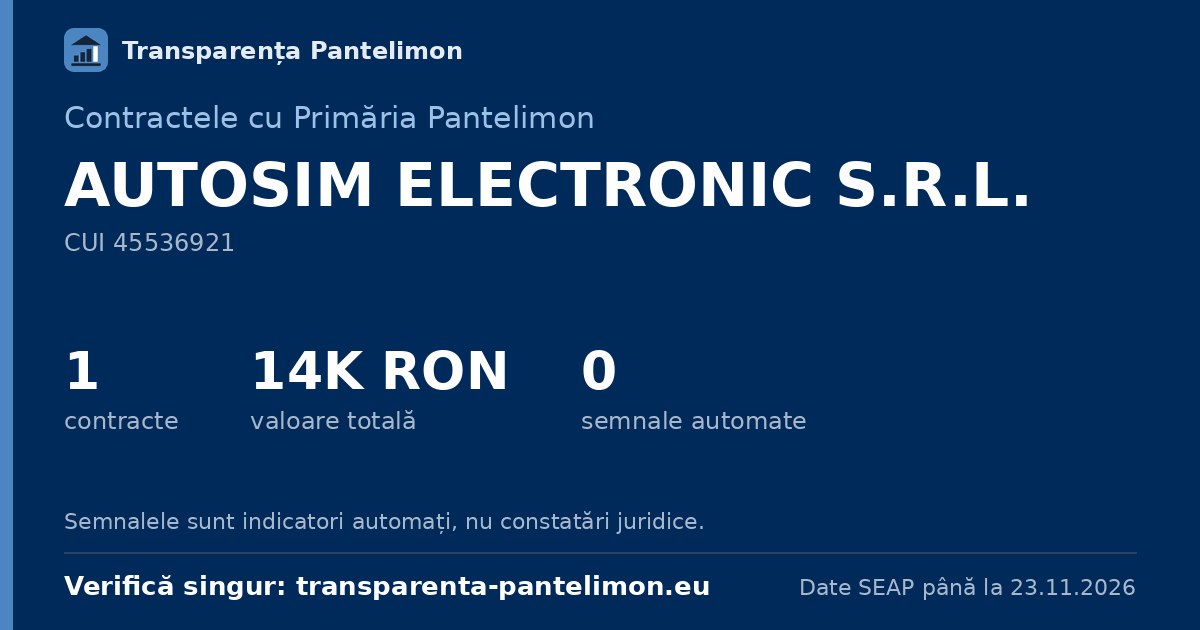 Transparența Pantelimon
Contractele cu Primăria Pantelimon
AUTOSIM ELECTRONIC S.R.L.
CUI 45536921
1
contracte
14K RON
valoare totală
0
semnale automate
Semnalele sunt indicatori automați, nu constatări juridice.
Verifică singur: transparenta-pantelimon.eu
Date SEAP până la 23.11.2026